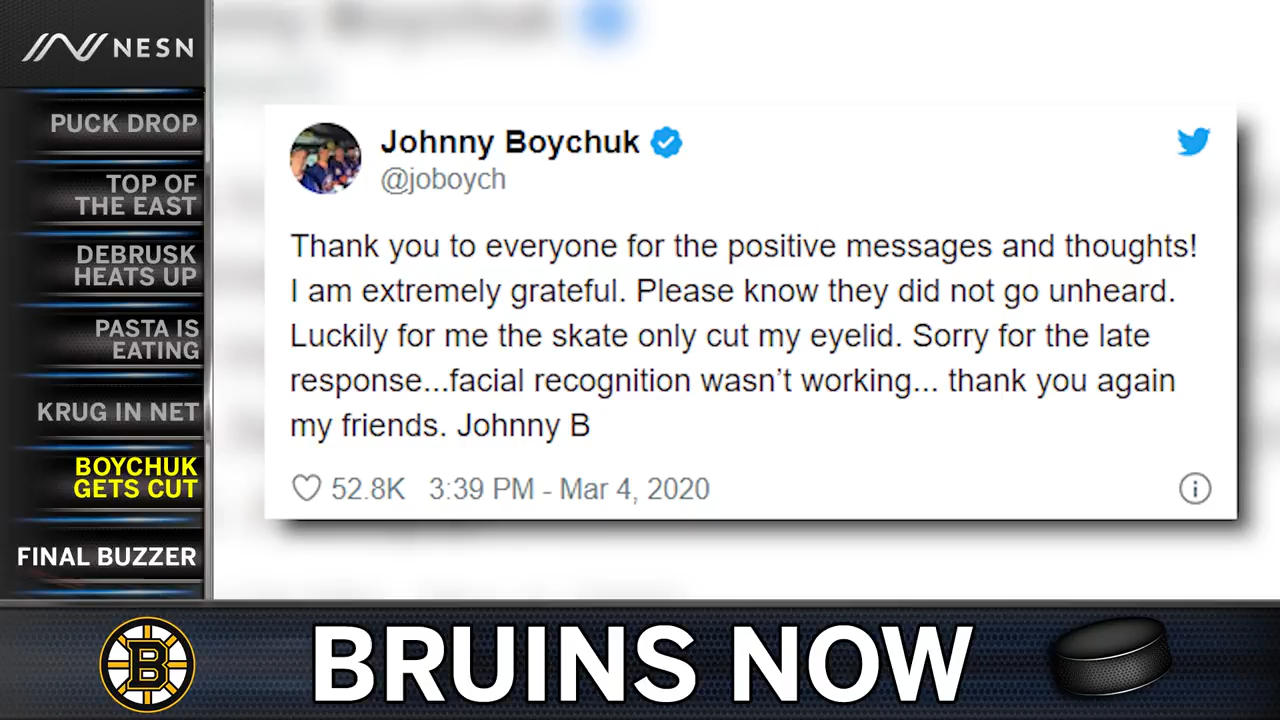 NESN
PUCK DROP
TOP OF
THE EAST
DEBRUSK
HEATS UP
PASTA IS
EATING
KRUG IN NET
BOYCHUK
GETS CUT
FINAL BUZZER
Johnny Boychuk
@joboych
Thank you to everyone for the positive messages and thoughts!
I am extremely grateful. Please know they did not go unheard.
Luckily for me the skate only cut my eyelid. Sorry for the late
response...facial recognition wasn’t working... thank you again
my friends. Johnny B
52.8K 3:39 PM - Mar 4, 2020
B
BRUINS NOW